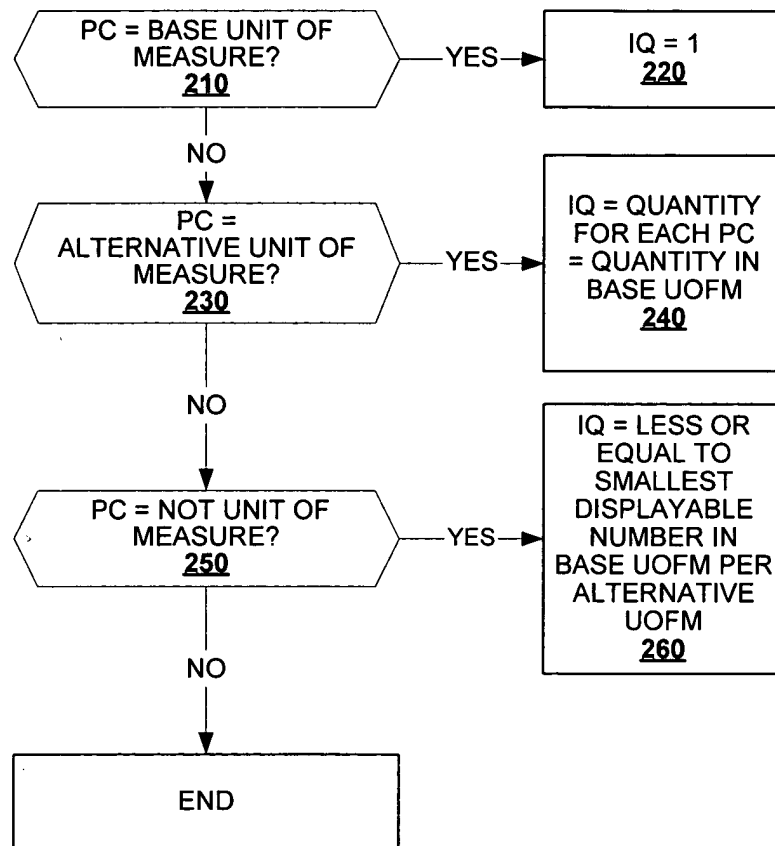 PC = BASE UNIT OF
MEASURE?
210
YES
IQ = 1
220
NO
PC =
ALTERNATIVE UNIT OF
MEASURE?
230
YES
IQ = QUANTITY
FOR EACH PC
= QUANTITY IN
BASE UOFM
240
NO
PC = NOT UNIT OF
MEASURE?
250
YES
IQ = LESS OR
EQUAL TO
SMALLEST
DISPLAYABLE
NUMBER IN
BASE UOFM PER
ALTERNATIVE
UOFM
260
NO
END